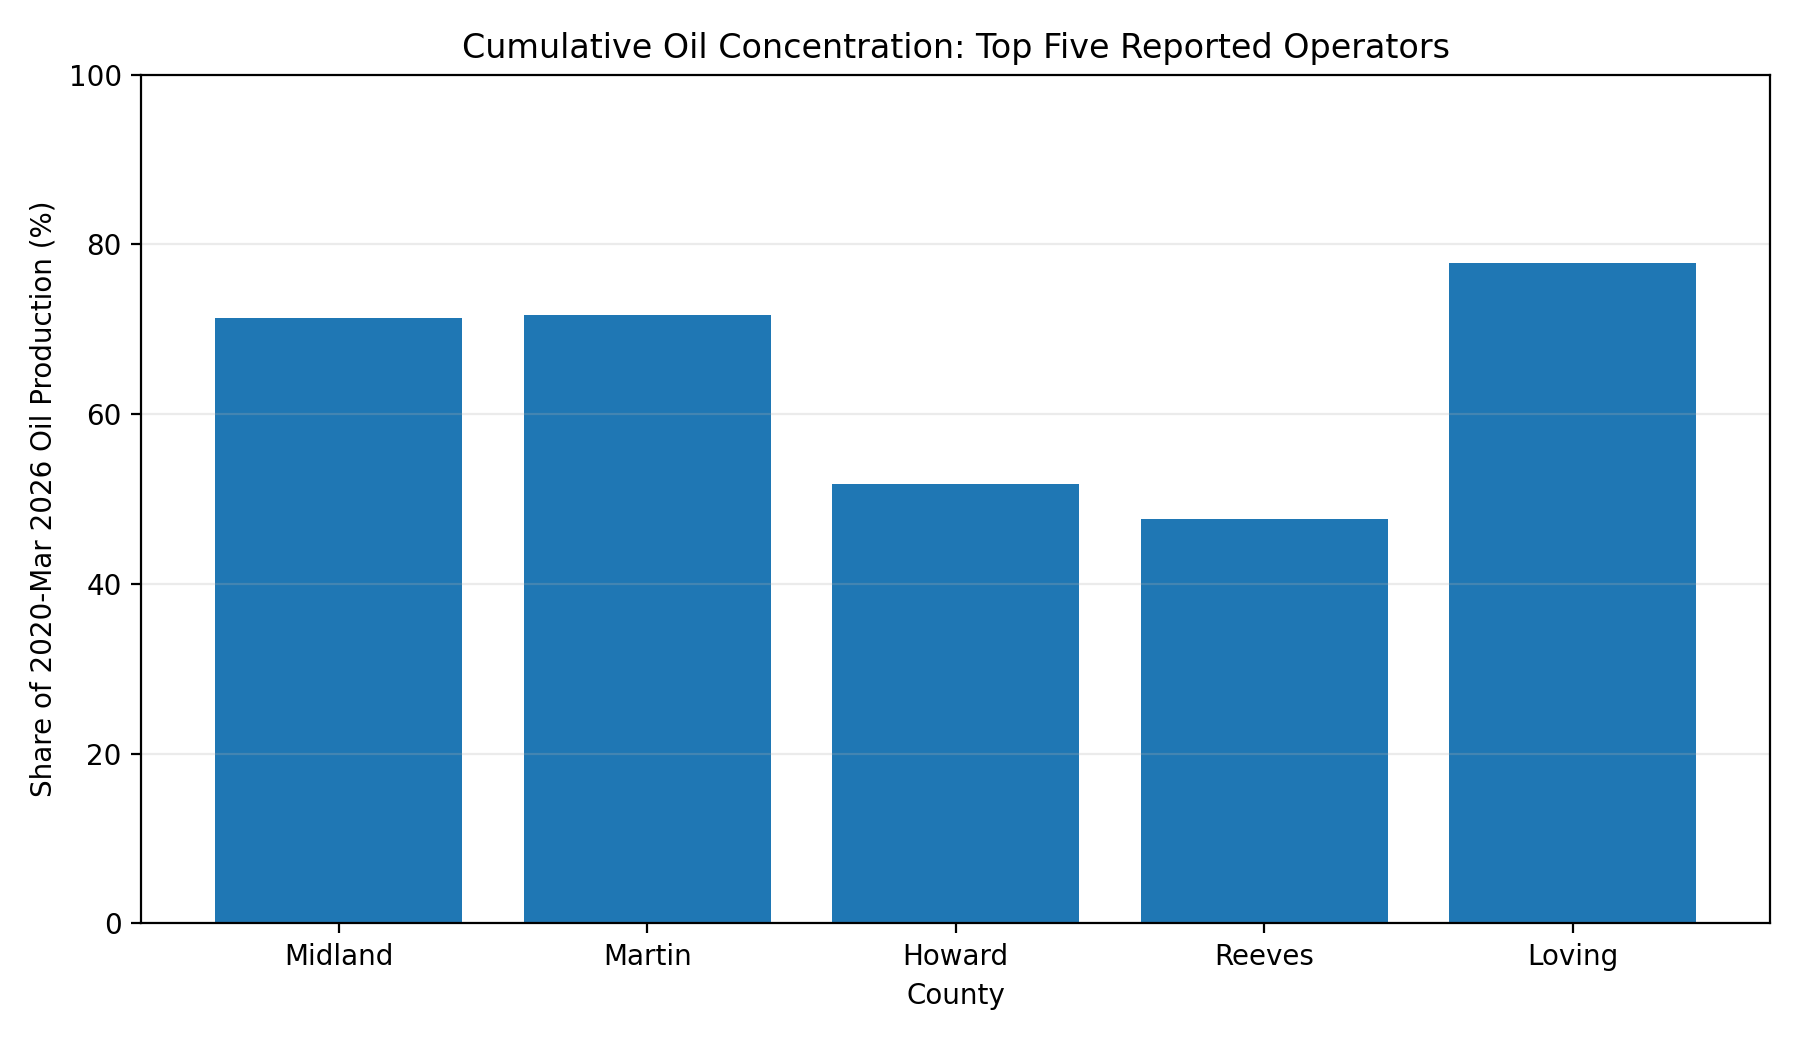 Cumulative Oil Concentration: Top Five Reported Operators
Share of 2020-Mar 2026 Oil Production (%)
100
80
60
40
20
0
Midland Martin Howard Reeves Loving
County